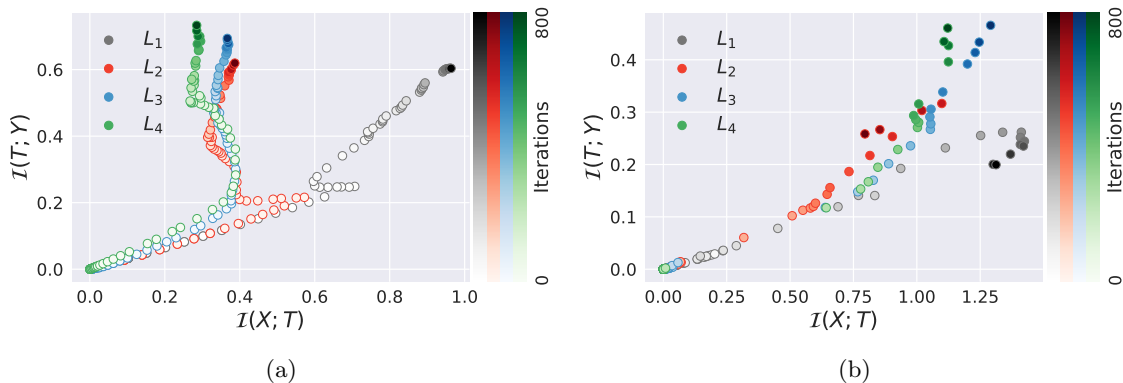 L1
L2
L3
L4
0.6
0.4
0.2
0.0
I(T; Y)
0.0 0.2 0.4 0.6 0.8 1.0
I(X; T)
800
Iterations
0
(a)
L1
L2
L3
L4
0.4
0.3
0.2
0.1
0.0
I(T; Y)
0.00 0.25 0.50 0.75 1.00 1.25
I(X; T)
800
Iterations
0
(b)